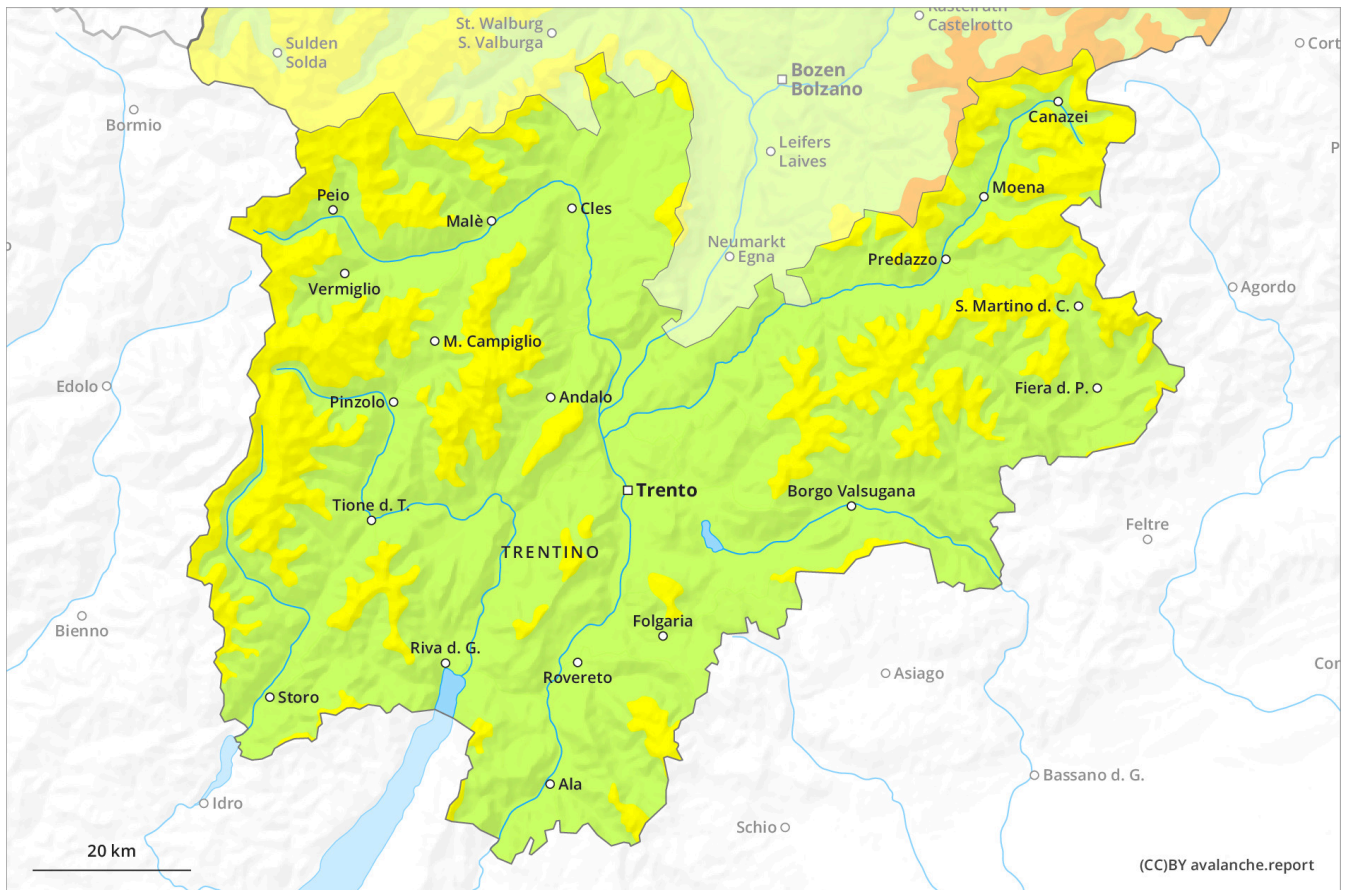 Kastelruth
Castelrotto
St. Walburg
S. Valburga
Sulden
Solda
Cort
Bozen
Bolzano
Bormio
Canazei
Leifers
Laives
P
Moena
Peio
Malè
Cles
Neumarkt
Egna
Predazzo
Vermiglio
Agordo
S. Martino d. C.
M. Campiglio
Edolo
Pinzolo
Andalo
Fiera d. P.
Trento
Borgo Valsugana
Tione d. T.
Feltre
TRENTINO
Bienno
Folgaria
Riva d. G.
Rovereto
Asiago
Cor
Storo
Ala
Bassano d. G.
Idro
Schio
20 km
(CC)BY avalanche.report